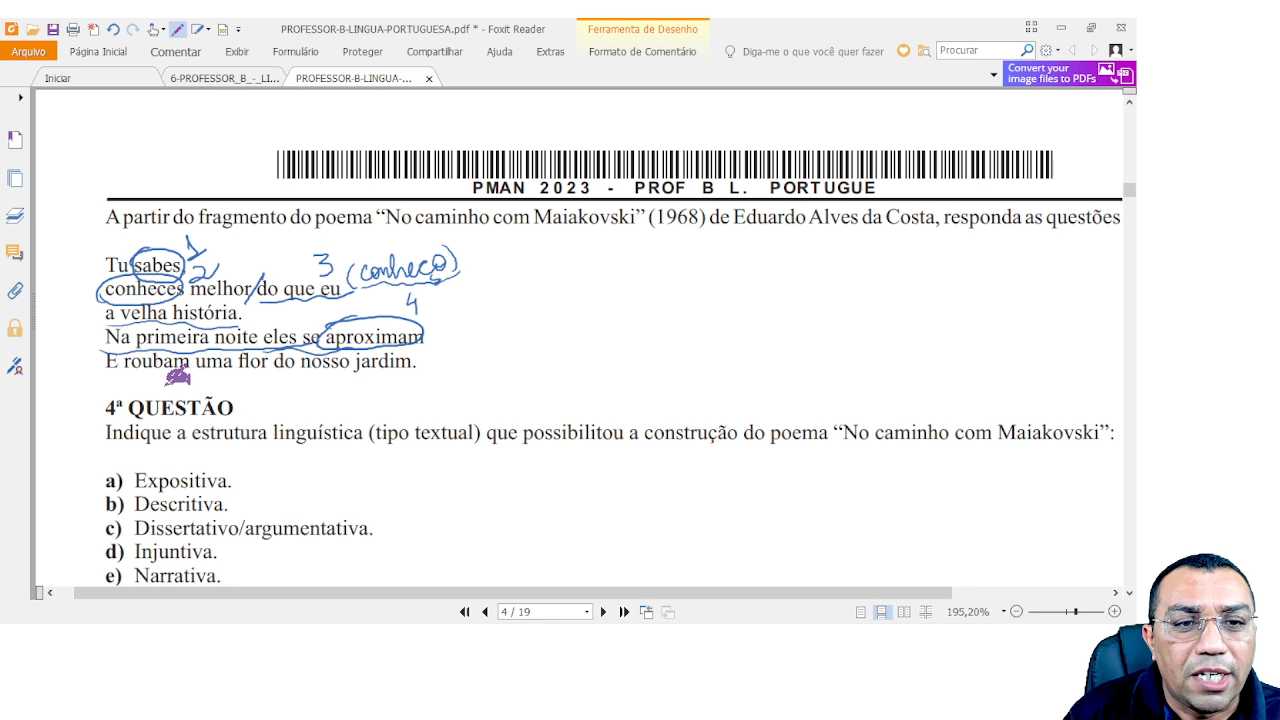 PROFESSOR-B-LINGUA-PORTUGUESA.pdf * - Foxit Reader
Ferramenta de Desenho
Arquivo Página Inicial Comentar Exibir Formulário Proteger Compartilhar Ajuda Extras Formato de Comentário Diga-me o que você quer fazer Procurar
Iniciar 6-PROFESSOR_B_-_LI... PROFESSOR-B-LINGUA-...
Convert your
image files to PDFs
PMAN 2023 - PROF B L. PORTUGUE
A partir do fragmento do poema “No caminho com Maiakovski” (1968) de Eduardo Alves da Costa, responda as questões
1
Tu sabes,
2 3 (conheço)
conheces melhor do que eu
4
a velha história.
Na primeira noite eles se aproximam
E roubam uma flor do nosso jardim.
4ª QUESTÃO
Indique a estrutura linguística (tipo textual) que possibilitou a construção do poema “No caminho com Maiakovski”:
a) Expositiva.
b) Descritiva.
c) Dissertativo/argumentativa.
d) Injuntiva.
e) Narrativa.
4 / 19
195,20%